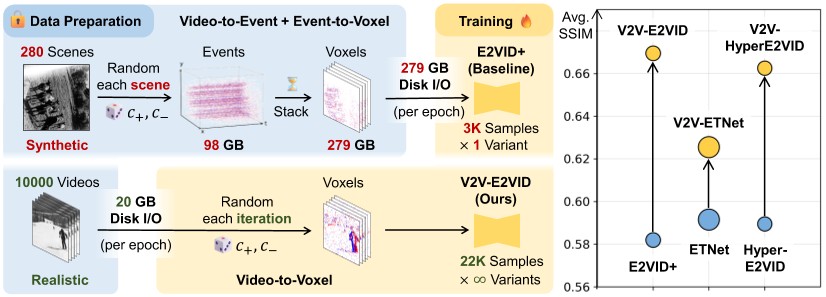 Data Preparation
Video-to-Event + Event-to-Voxel
Training
280 Scenes
Random
each scene
C₊, C₋
Synthetic
Events
98 GB
Stack
Voxels
279 GB
279 GB
Disk I/O
(per epoch)
E2VID+
(Baseline)
3K Samples
× 1 Variant
10000 Videos
Realistic
20 GB
Disk I/O
(per epoch)
Random
each iteration
C₊, C₋
Video-to-Voxel
Voxels
V2V-E2VID
(Ours)
22K Samples
× ∞ Variants
Avg.
SSIM
0.66
0.64
0.62
0.60
0.58
0.56
V2V-E2VID
V2V-
HyperE2VID
V2V-ETNet
E2VID+
ETNet
Hyper-
E2VID